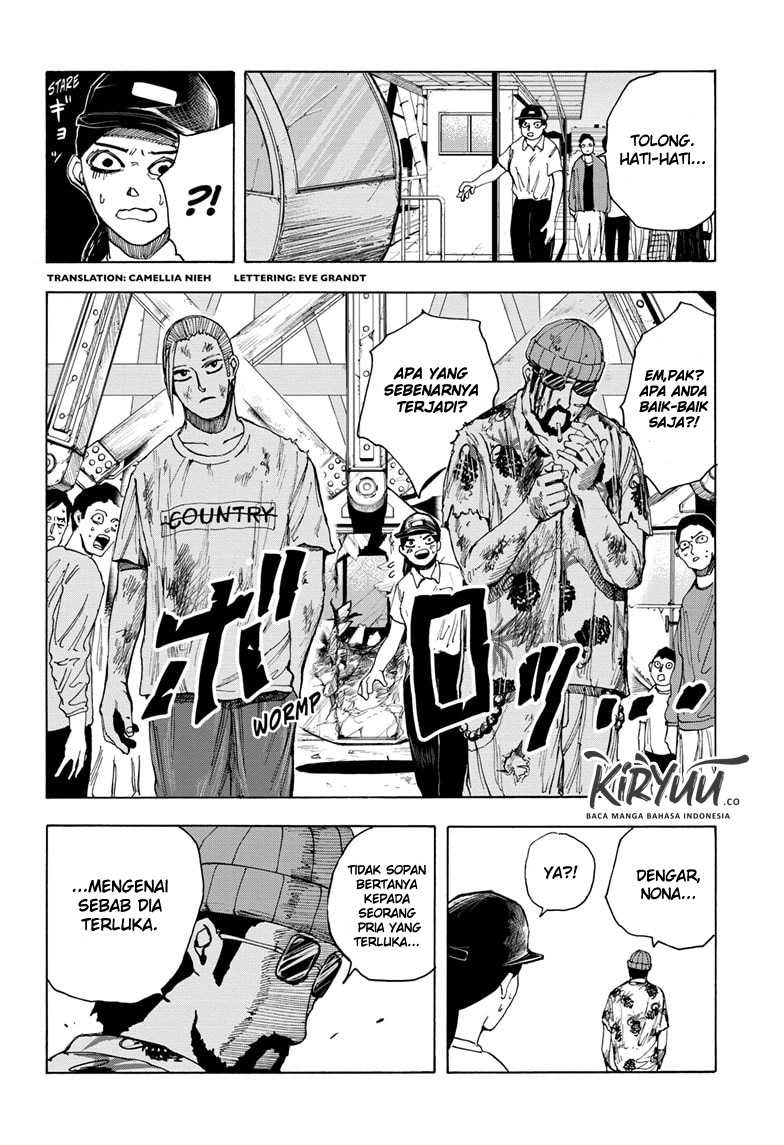 TOLONG.
HATI-HATI...
STARE
ギョッ
?!
TRANSLATION: CAMELLIA NIEH LETTERING: EVE GRANDT
EM,PAK?
APA ANDA
BAIK-BAIK
SAJA?!
APA YANG
SEBENARNYA
TERJADI?
COUNTRY
ボロッ...
WORMP
KIRYUU.CO
BACA MANGA BAHASA INDONESIA
DENGAR,
NONA...
YA?!
TIDAK SOPAN
BERTANYA
KEPADA
SEORANG
PRIA YANG
TERLUKA...
...MENGENAI
SEBAB DIA
TERLUKA.